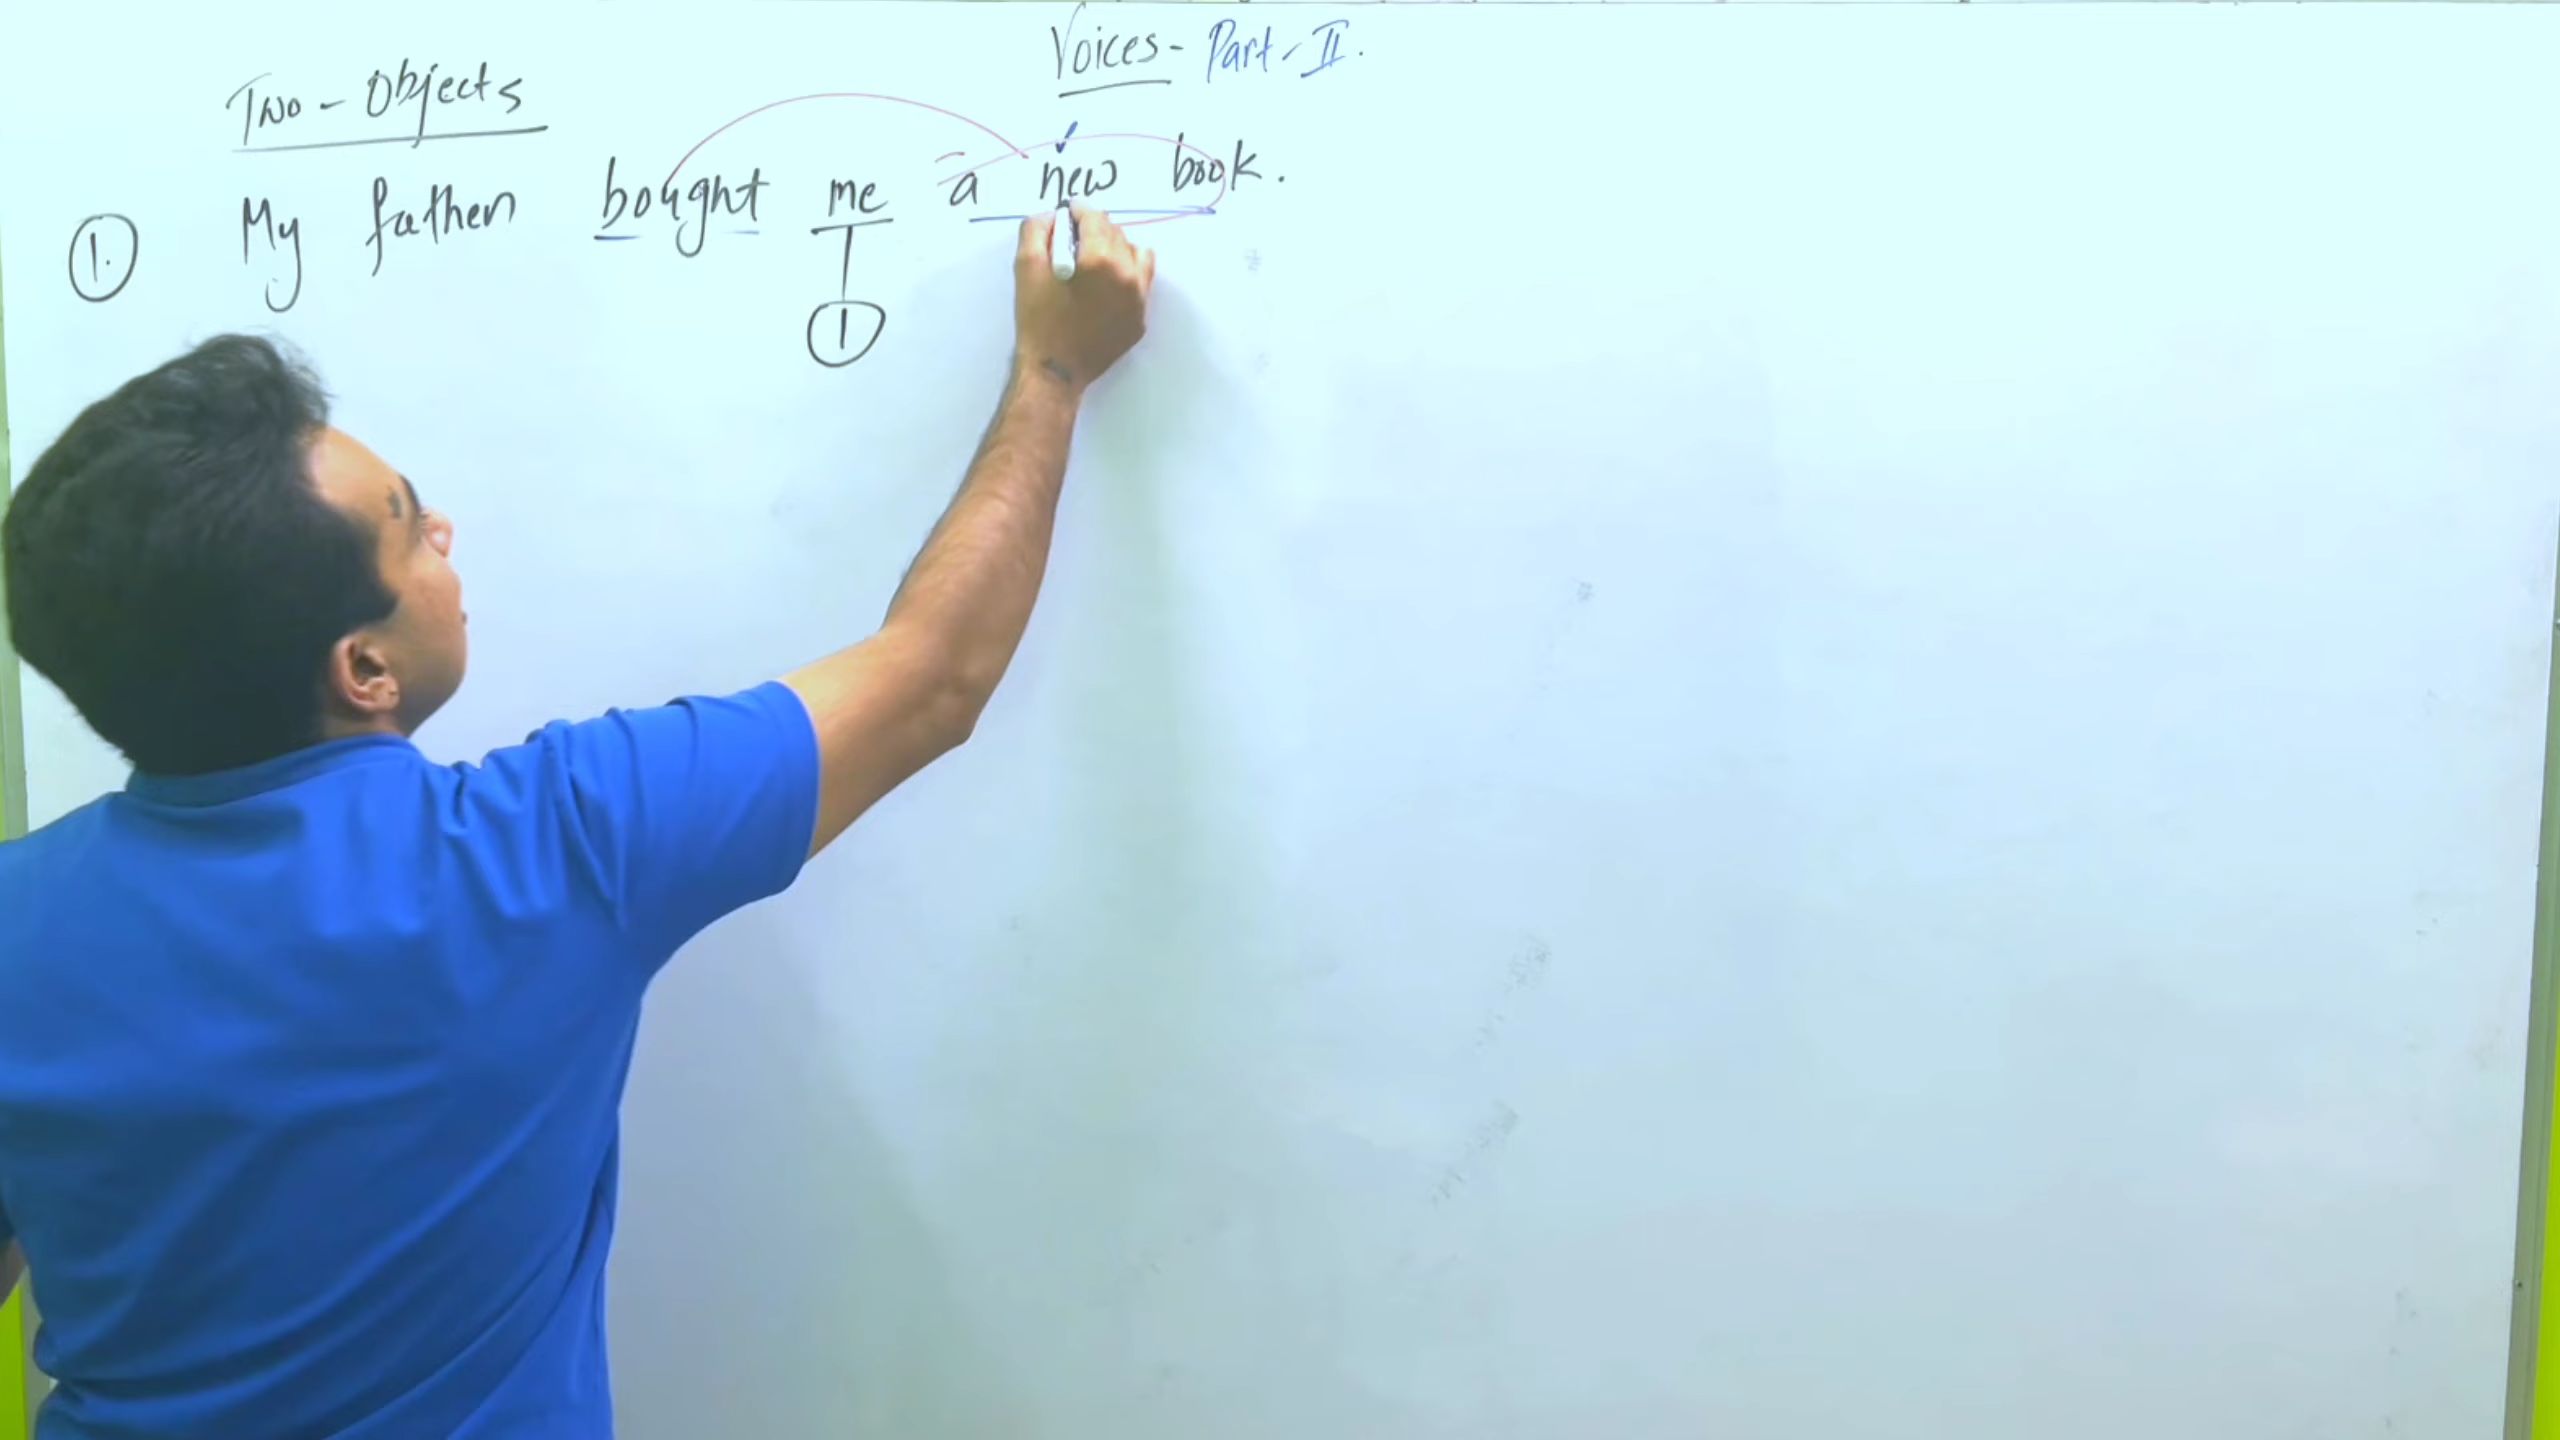 Voices - Part - II.
Two - Objects
1. My father bought me a new book.
1